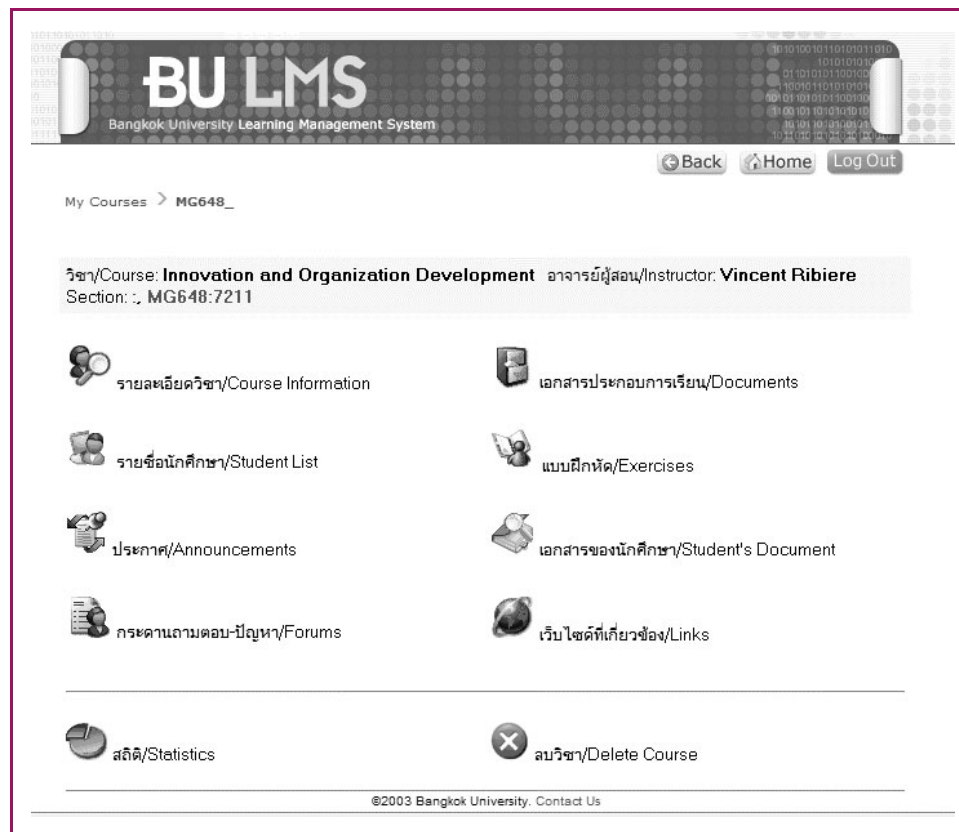 BU LMS
Bangkok University Learning Management System
Back Home Log Out
My Courses > MG648_
วิชา/Course: Innovation and Organization Development อาจารย์ผู้สอน/Instructor: Vincent Ribiere
Section: :, MG648:7211
รายละเอียดวิชา/Course Information
เอกสารประกอบการเรียน/Documents
รายชื่อนักศึกษา/Student List
แบบฝึกหัด/Exercises
ประกาศ/Announcements
เอกสารของนักศึกษา/Student's Document
กระดานถามตอบ-ปัญหา/Forums
เว็บไซต์ที่เกี่ยวข้อง/Links
สถิติ/Statistics
ลบวิชา/Delete Course
©2003 Bangkok University. Contact Us